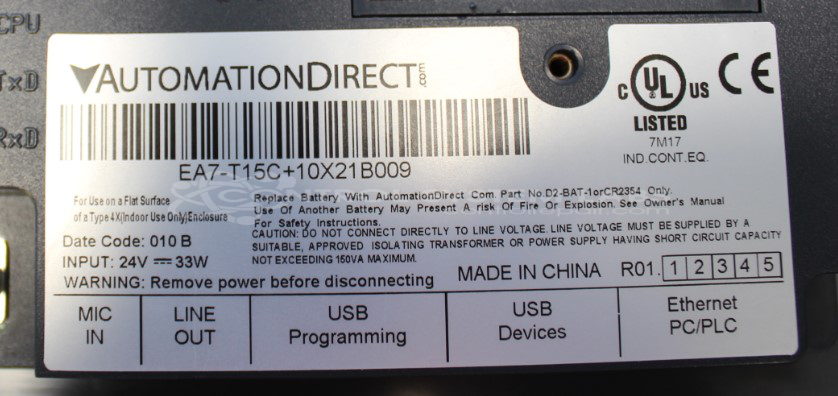 CPU
TxD
RxD
AUTOMATIONDIRECT.com
C UL US CE
LISTED
7M17
IND.CONT.EQ.
EA7-T15C+10X21B009
For Use on a Flat Surface
of a Type 4X(Indoor Use Only)Enclosure
Replace Battery With AutomationDirect Com. Part No.D2-BAT-1orCR2354 Only.
Use Of Another Battery May Present A risk Of Fire Or Explosion. See Owner's Manual
For Safety Instructions.
CAUTION: DO NOT CONNECT DIRECTLY TO LINE VOLTAGE. LINE VOLTAGE MUST BE SUPPLIED BY A
SUITABLE, APPROVED ISOLATING TRANSFORMER OR POWER SUPPLY HAVING SHORT CIRCUIT CAPACITY
NOT EXCEEDING 150VA MAXIMUM.
Date Code: 010 B
INPUT: 24V 33W
WARNING: Remove power before disconnecting
MADE IN CHINA R01. 1 2 3 4 5
MIC
IN
LINE
OUT
USB
Programming
USB
Devices
Ethernet
PC/PLC